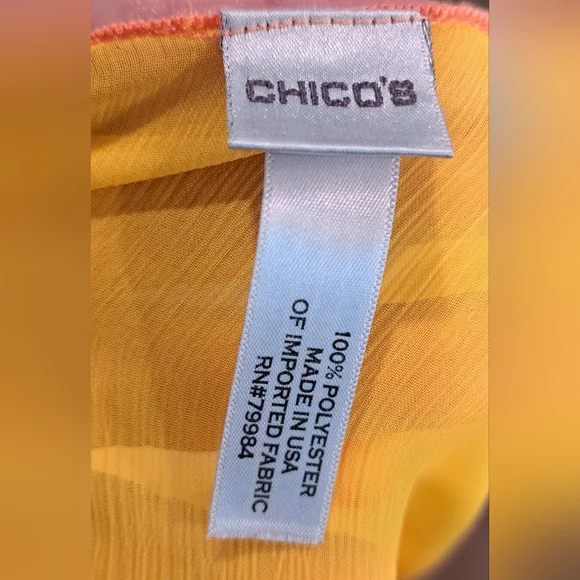 CHICO'S
100% POLYESTER
MADE IN USA
OF IMPORTED FABRIC
RN#79984